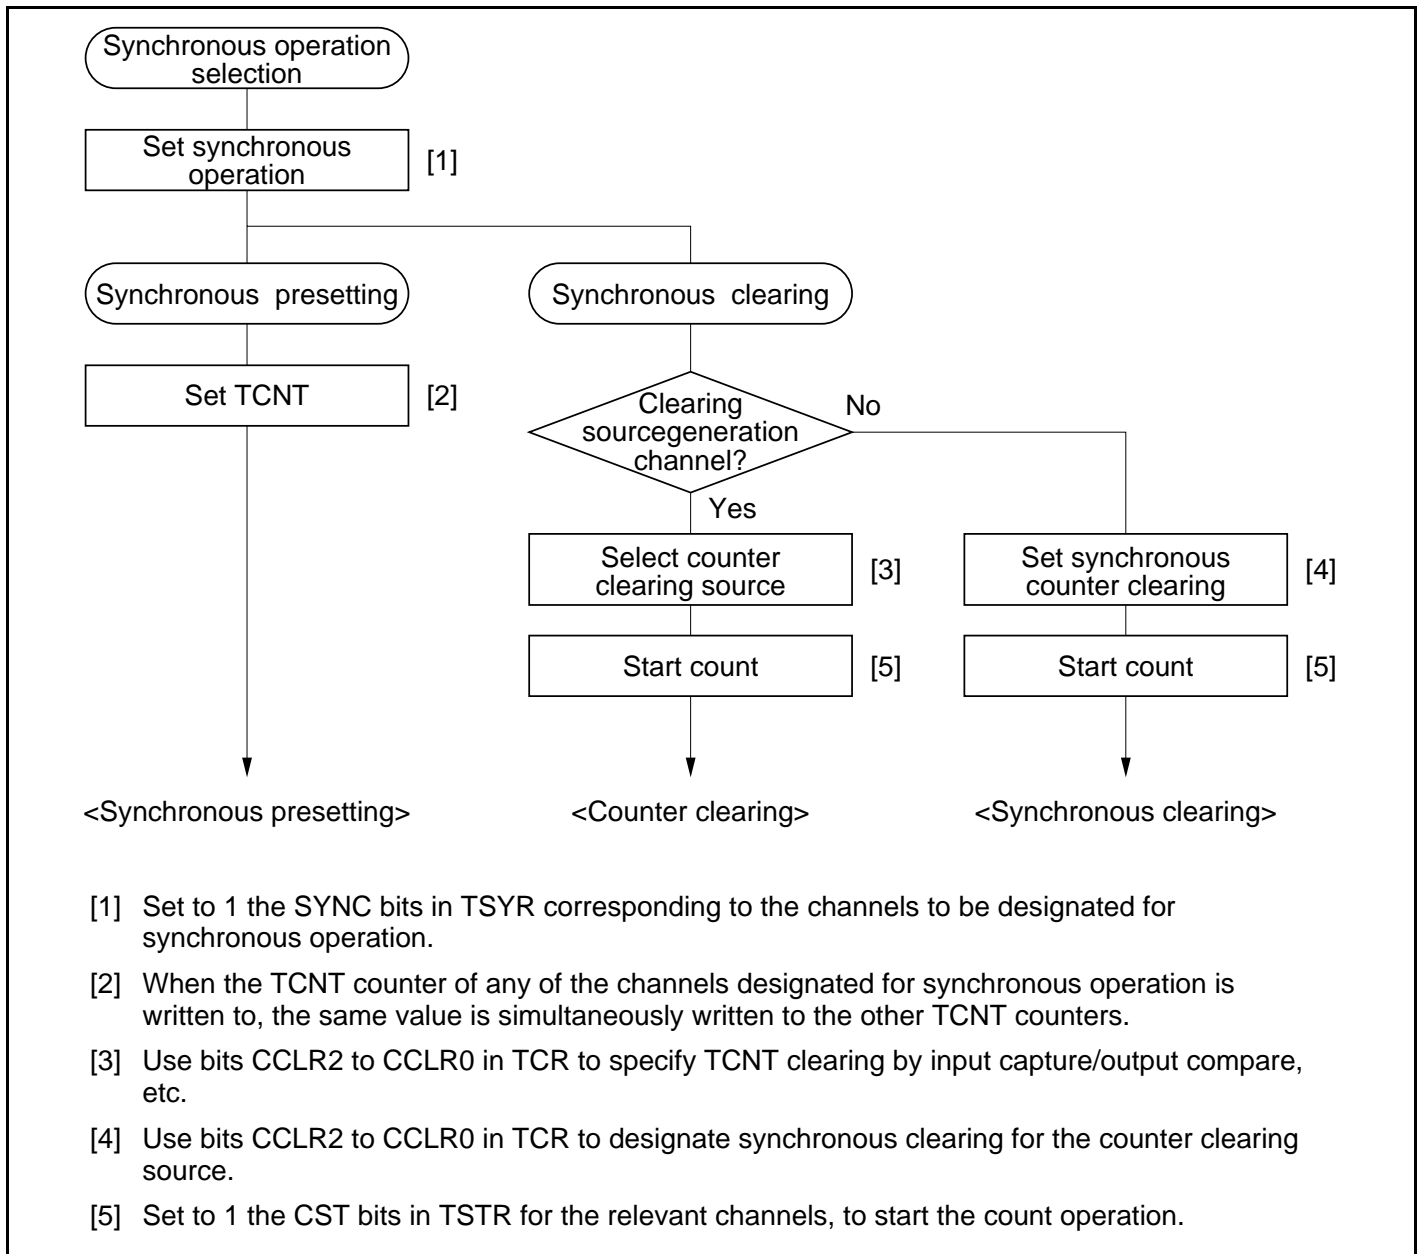 Synchronous operation
selection
Set synchronous
operation
[1]
Synchronous presetting
Synchronous clearing
Set TCNT
[2]
Clearing
sourcegeneration
channel?
No
Yes
Select counter
clearing source
[3]
Set synchronous
counter clearing
[4]
Start count
[5]
Start count
[5]
<Synchronous presetting>
<Counter clearing>
<Synchronous clearing>
[1] Set to 1 the SYNC bits in TSYR corresponding to the channels to be designated for
synchronous operation.
[2] When the TCNT counter of any of the channels designated for synchronous operation is
written to, the same value is simultaneously written to the other TCNT counters.
[3] Use bits CCLR2 to CCLR0 in TCR to specify TCNT clearing by input capture/output compare,
etc.
[4] Use bits CCLR2 to CCLR0 in TCR to designate synchronous clearing for the counter clearing
source.
[5] Set to 1 the CST bits in TSTR for the relevant channels, to start the count operation.